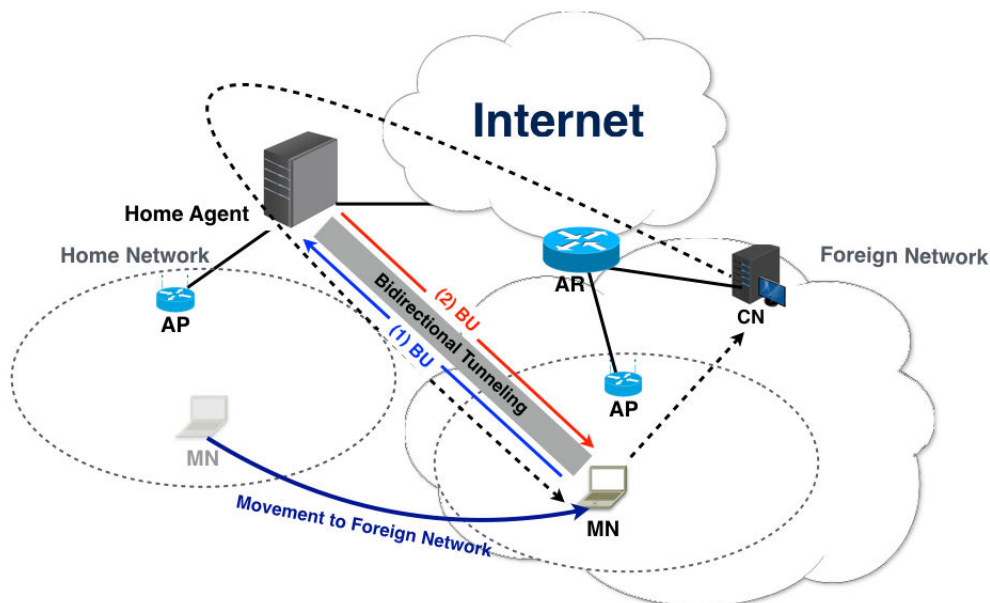 Internet
Home Agent
Home Network
Foreign Network
AR
CN
AP
(2) BU
Bidirectional Tunneling
(1) BU
AP
MN
Movement to Foreign Network
MN